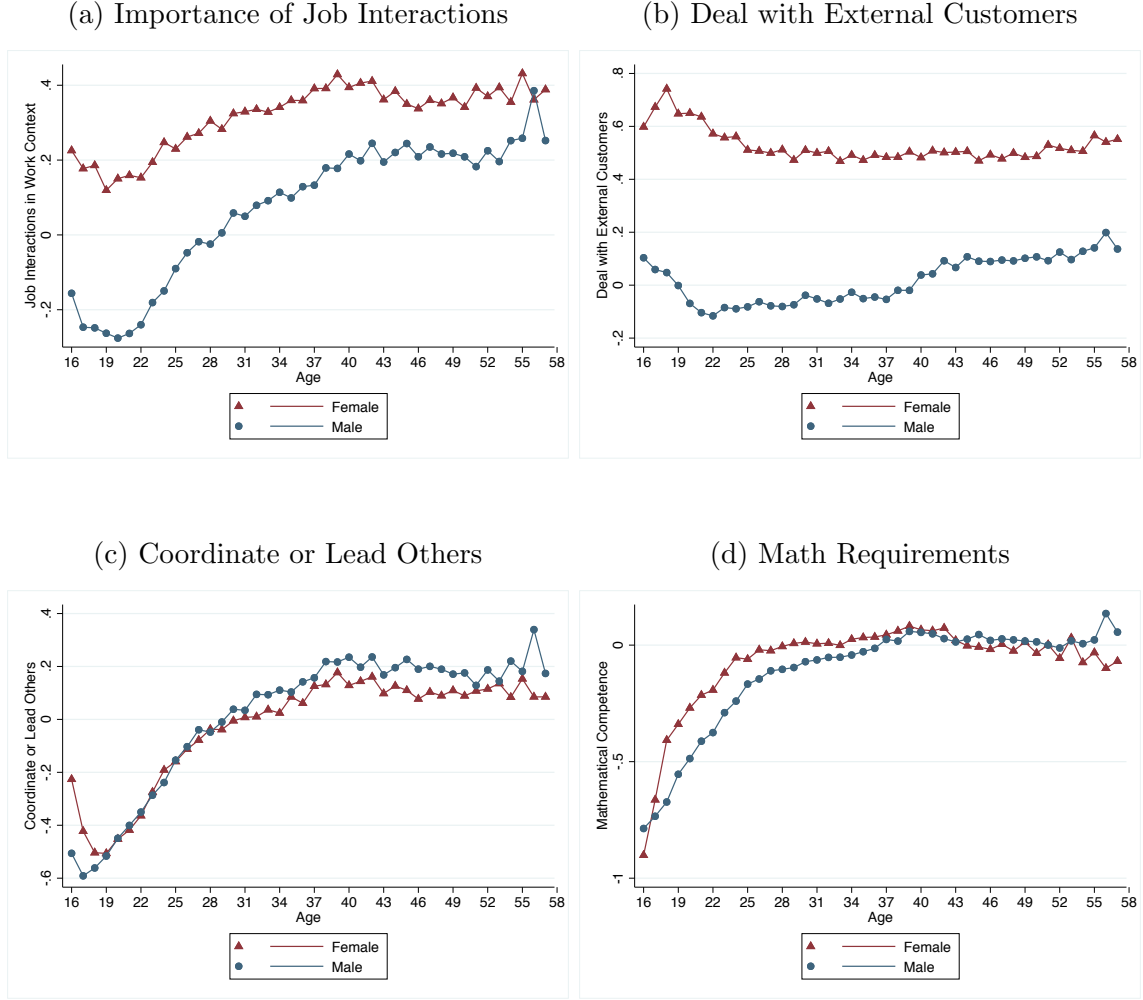 (a) Importance of Job Interactions
Job Interactions in Work Context
.4
.2
0
-.2
16 19 22 25 28 31 34 37 40 43 46 49 52 55 58
Age
Female
Male
(b) Deal with External Customers
Deal with External Customers
.8
.6
.4
.2
0
-.2
16 19 22 25 28 31 34 37 40 43 46 49 52 55 58
Age
Female
Male
(c) Coordinate or Lead Others
Coordinate or Lead Others
.4
.2
0
-.2
-.4
-.6
16 19 22 25 28 31 34 37 40 43 46 49 52 55 58
Age
Female
Male
(d) Math Requirements
Mathematical Competence
0
-.5
-1
16 19 22 25 28 31 34 37 40 43 46 49 52 55 58
Age
Female
Male